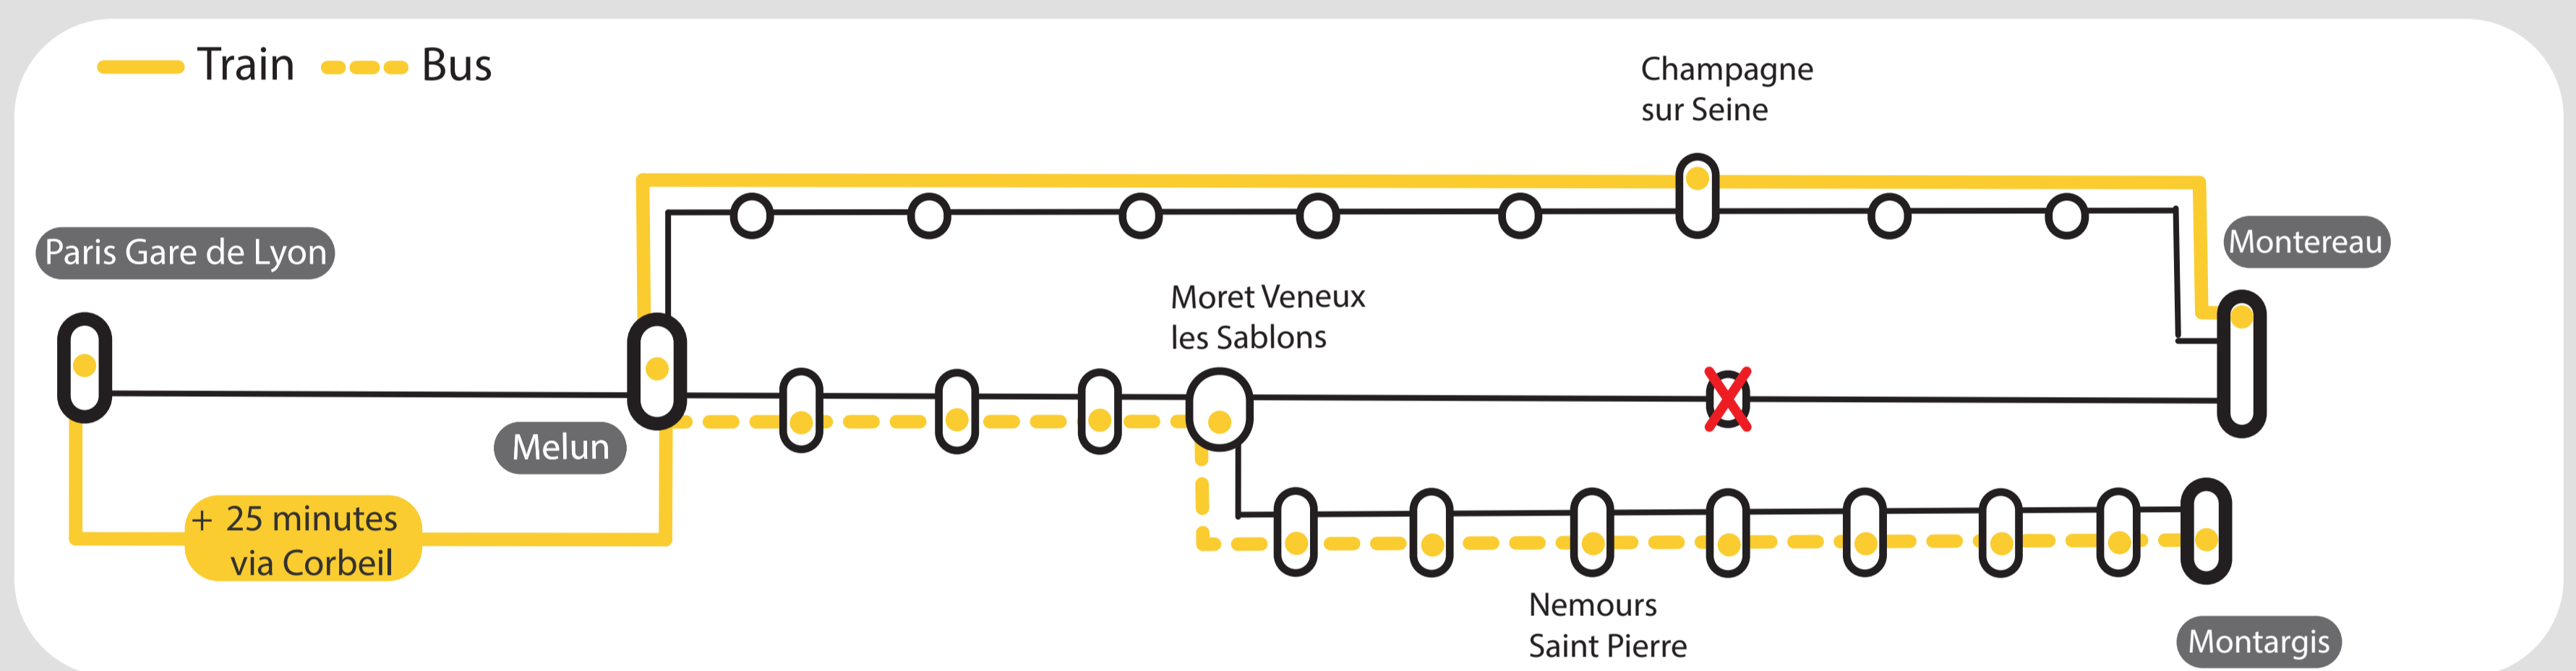 Train Bus
Champagne
sur Seine
Paris Gare de Lyon
Montereau
Moret Veneux
les Sablons
Melun
+ 25 minutes
via Corbeil
Nemours
Saint Pierre
Montargis